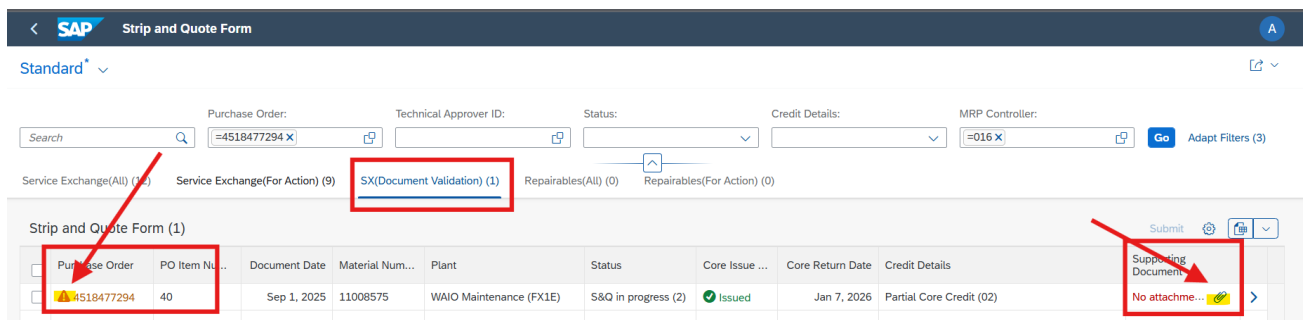 SAP Strip and Quote Form A
Standard*
Purchase Order: Technical Approver ID: Status: Credit Details: MRP Controller:
Search =4518477294 =016 Go Adapt Filters (3)
Service Exchange(All) (12) Service Exchange(For Action) (9) SX(Document Validation) (1) Repairables(All) (0) Repairables(For Action) (0)
Strip and Quote Form (1) Submit
Purchase Order PO Item Nu... Document Date Material Num... Plant Status Core Issue ... Core Return Date Credit Details Supporting
Document
4518477294 40 Sep 1, 2025 11008575 WAIO Maintenance (FX1E) S&Q in progress (2) Issued Jan 7, 2026 Partial Core Credit (02) No attachme...